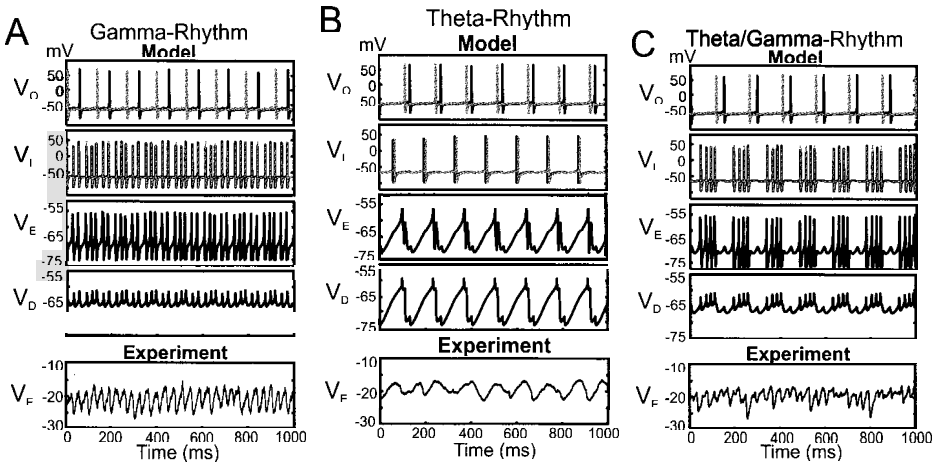 A
Gamma-Rhythm
Model
mV
V_O
50
0
-50
V_I
50
0
-50
V_E
-55
-65
-75
V_D
-55
-65
Experiment
-10
V_E
-20
-30
0 200 400 600 800 1000
Time (ms)
B
Theta-Rhythm
Model
mV
V_O
50
0
50
V_I
50
0
-50
V_E
-55
-65
-75
V_D
-55
-65
-75
Experiment
-10
V_E
-20
-30
0 200 400 600 800 1000
Time (ms)
C
Theta/Gamma-Rhythm
Model
mV
V_O
50
0
-50
V_I
50
0
-50
V_E
-55
-65
-75
V_D
-55
-65
-75
Experiment
-10
V_E
-20
-30
0 200 400 600 800 1000
Time (ms)